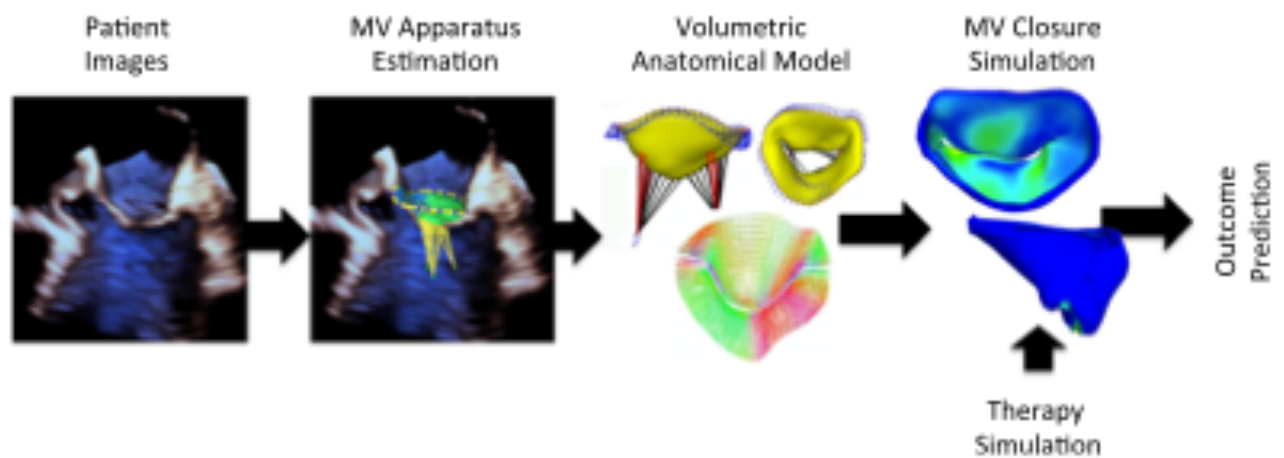 Patient
Images
MV Apparatus
Estimation
Volumetric
Anatomical Model
MV Closure
Simulation
Outcome
Prediction
Therapy
Simulation